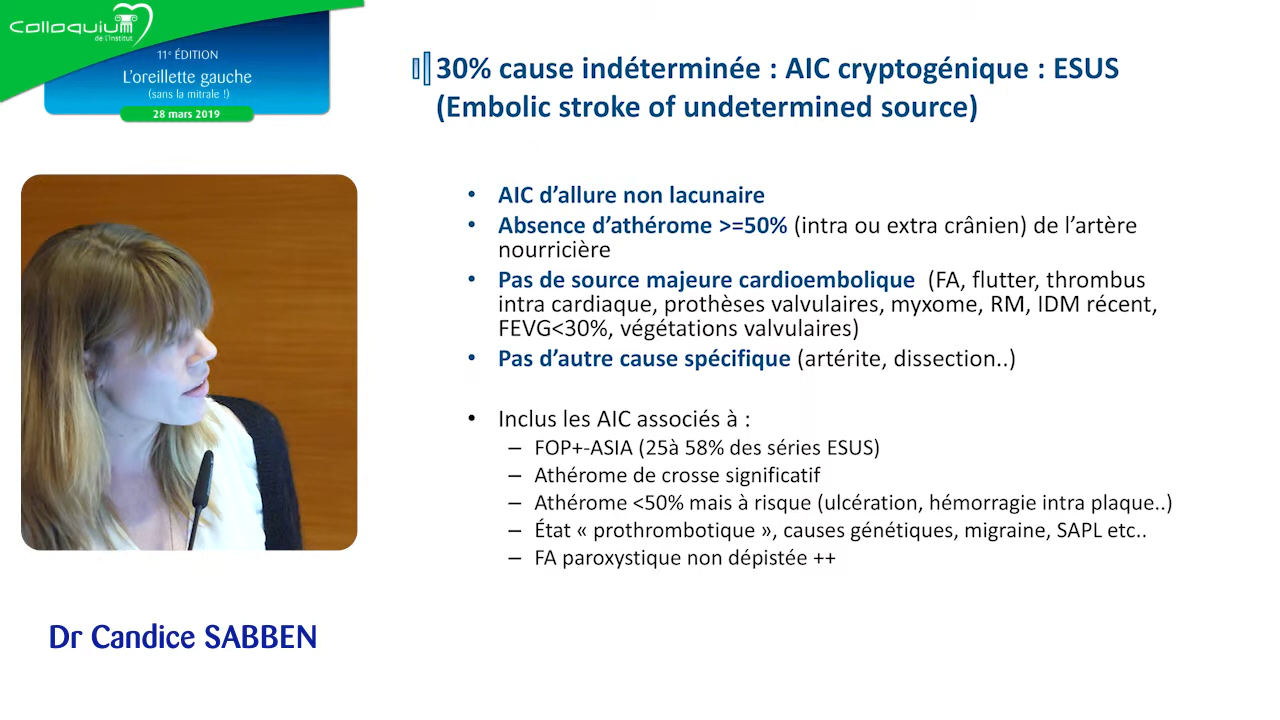 Colloquium
de l'Institut
11e ÉDITION
L'oreillette gauche
(sans la mitrale !)
28 mars 2019
30% cause indéterminée : AIC cryptogénique : ESUS
(Embolic stroke of undetermined source)
• AIC d'allure non lacunaire
• Absence d'athérome >=50% (intra ou extra crânien) de l'artère
nourricière
• Pas de source majeure cardioembolique (FA, flutter, thrombus
intra cardiaque, prothèses valvulaires, myxome, RM, IDM récent,
FEVG<30%, végétations valvulaires)
• Pas d'autre cause spécifique (artérite, dissection..)
• Inclus les AIC associés à :
– FOP+-ASIA (25à 58% des séries ESUS)
– Athérome de crosse significatif
– Athérome <50% mais à risque (ulcération, hémorragie intra plaque..)
– État « prothrombotique », causes génétiques, migraine, SAPL etc..
– FA paroxystique non dépistée ++
Dr Candice SABBEN